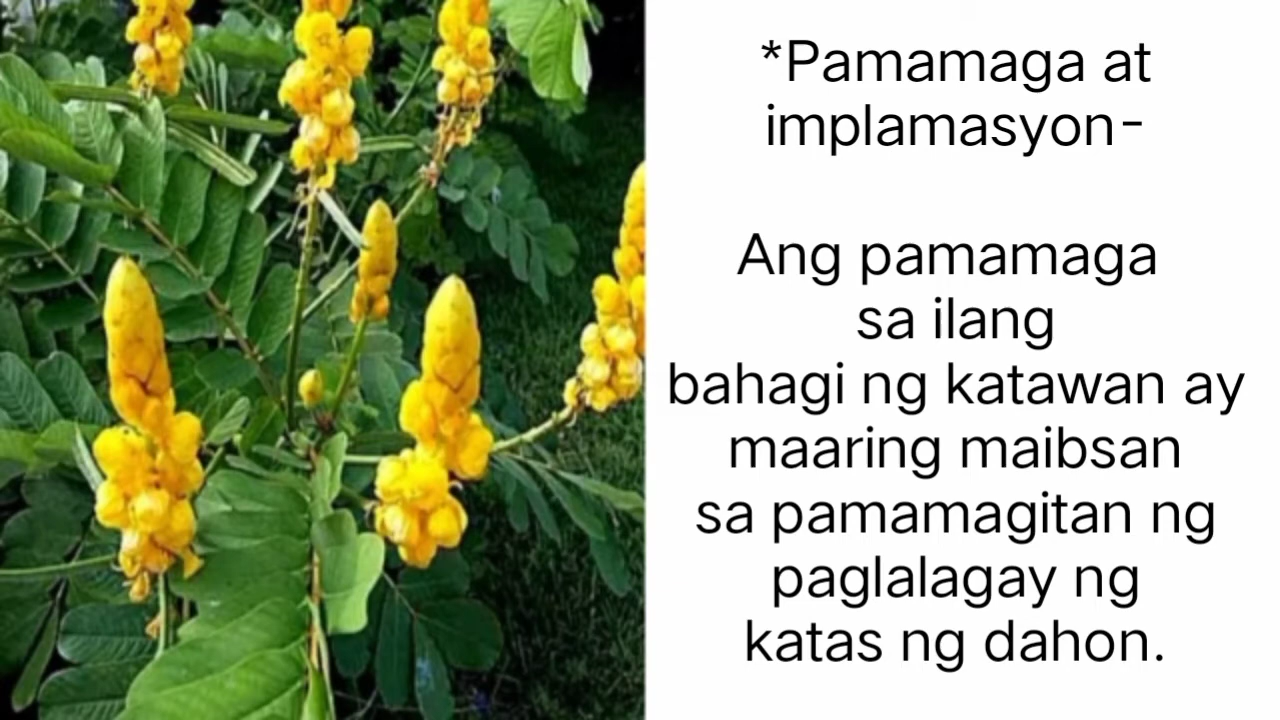 *Pamamaga at
implamasyon-
Ang pamamaga
sa ilang
bahagi ng katawan ay
maaring maibsan
sa pamamagitan ng
paglalagay ng
katas ng dahon.